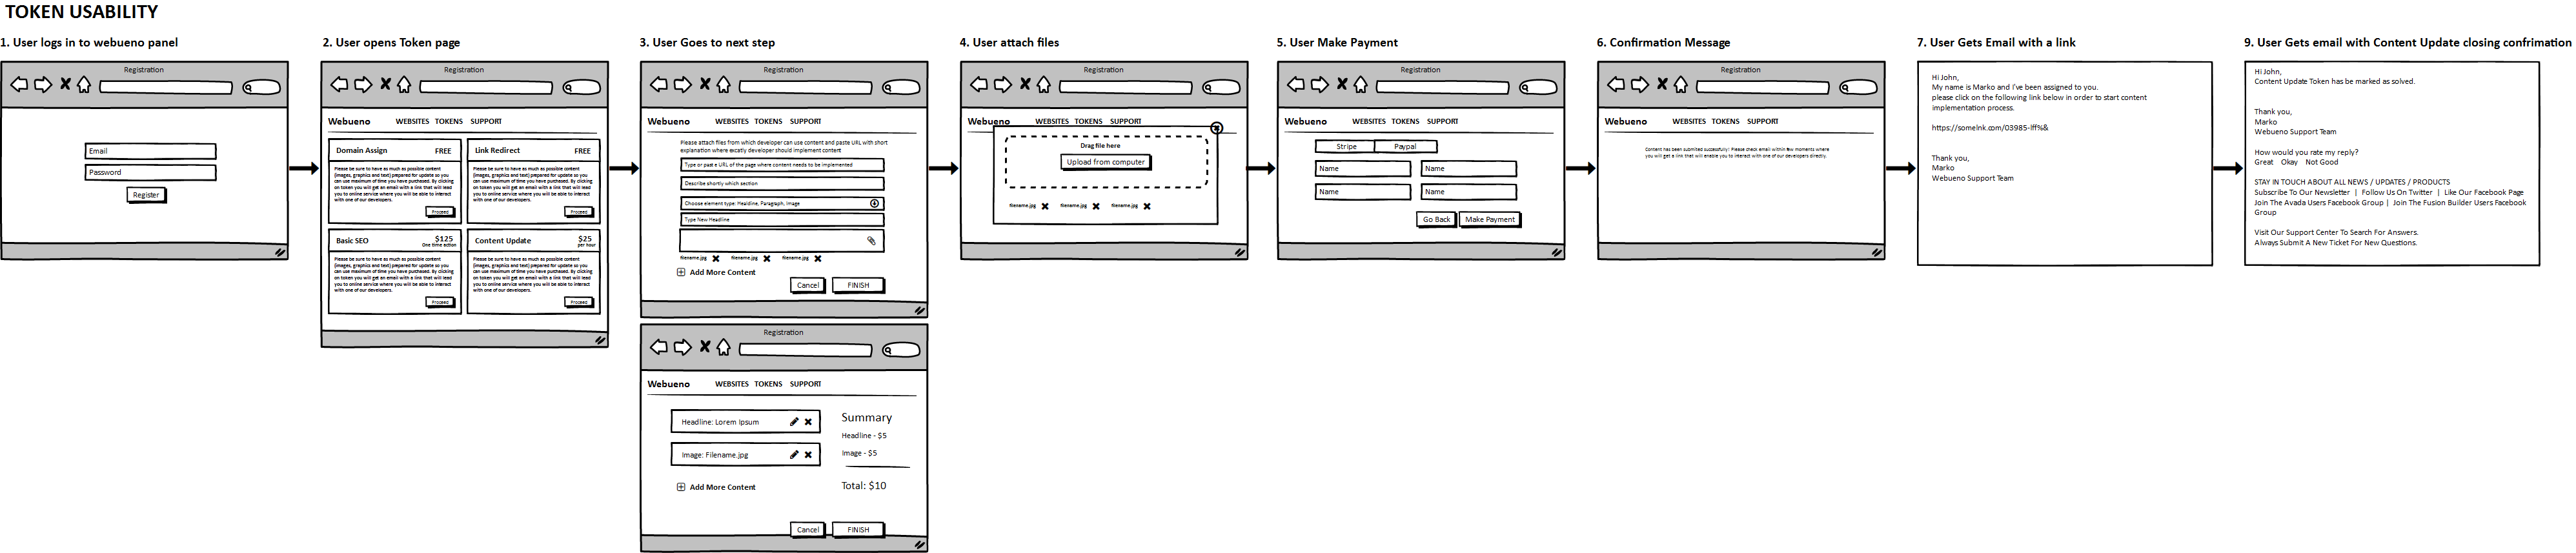 TOKEN USABILITY
1. User logs in to webueno panel
Registration
Email
Password
Register
2. User opens Token page
Registration
Webueno WEBSITES TOKENS SUPPORT
Domain Assign FREE
Please be sure to have as much as possible content
(images, graphics and text) prepared for update so you
can use maximum of time you have purchased. By clicking
on token you will get an email with a link that will lead
you to online service where you will be able to interact
with one of our developers.
Proceed
Link Redirect FREE
Please be sure to have as much as possible content
(images, graphics and text) prepared for update so you
can use maximum of time you have purchased. By clicking
on token you will get an email with a link that will lead
you to online service where you will be able to interact
with one of our developers.
Proceed
Basic SEO $125
One time action
Please be sure to have as much as possible content
(images, graphics and text) prepared for update so you
can use maximum of time you have purchased. By clicking
on token you will get an email with a link that will lead
you to online service where you will be able to interact
with one of our developers.
Proceed
Content Update $25
per hour
Please be sure to have as much as possible content
(images, graphics and text) prepared for update so you
can use maximum of time you have purchased. By clicking
on token you will get an email with a link that will lead
you to online service where you will be able to interact
with one of our developers.
Proceed
3. User Goes to next step
Registration
Webueno WEBSITES TOKENS SUPPORT
Please attach files from which developer can use content and paste URL with short
explanation where excatly developer should implement content
Type or past e URL of the page where content needs to be implemented
Describe shortly which section
Choose element type: Healdine, Paragraph, Image
Type New Headline
filename.jpg filename.jpg filename.jpg
Add More Content
Cancel FINISH
Registration
Webueno WEBSITES TOKENS SUPPORT
Headline: Lorem Ipsum
Image: Filename.jpg
Add More Content
Summary
Headline - $5
Image - $5
Total: $10
Cancel FINISH
4. User attach files
Registration
Webueno WEBSITES TOKENS SUPPORT
Drag file here
Upload from computer
filename.jpg filename.jpg filename.jpg
5. User Make Payment
Registration
Webueno WEBSITES TOKENS SUPPORT
Stripe Paypal
Name Name
Name Name
Go Back Make Payment
6. Confirmation Message
Registration
Webueno WEBSITES TOKENS SUPPORT
Content has been submited successfully! Please check email within few moments where
you will get a link that will enable you to interact with one of our developers directly.
7. User Gets Email with a link
Hi John,
My name is Marko and I've been assigned to you.
please click on the following link below in order to start content
implementation process.
https://somelnk.com/03985-lff%&
Thank you,
Marko
Webueno Support Team
9. User Gets email with Content Update closing confrimation
Hi John,
Content Update Token has be marked as solved.
Thank you,
Marko
Webueno Support Team
How would you rate my reply?
Great Okay Not Good
STAY IN TOUCH ABOUT ALL NEWS / UPDATES / PRODUCTS
Subscribe To Our Newsletter | Follow Us On Twitter | Like Our Facebook Page
Join The Avada Users Facebook Group | Join The Fusion Builder Users Facebook
Group
Visit Our Support Center To Search For Answers.
Always Submit A New Ticket For New Questions.